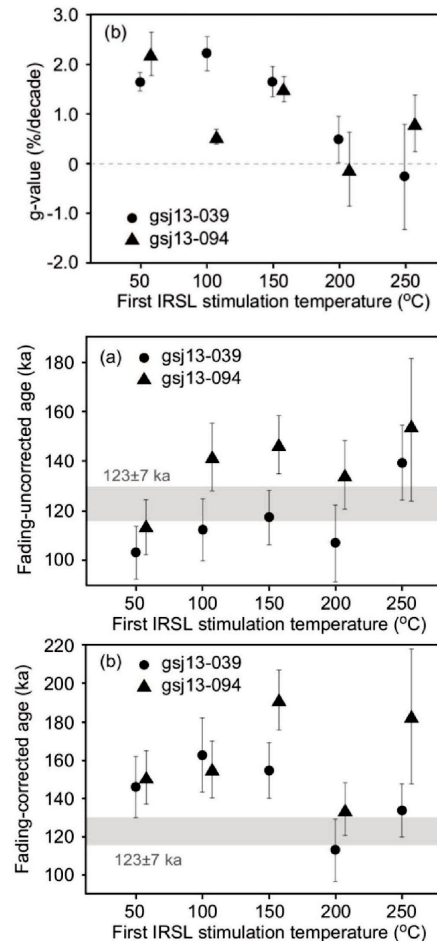 (b)
g-value (%/decade)
3.0
2.0
1.0
0
-1.0
-2.0
gsj13-039
gsj13-094
50 100 150 200 250
First IRSL stimulation temperature (°C)
(a)
Fading-uncorrected age (ka)
180
160
140
120
100
gsj13-039
gsj13-094
123±7 ka
50 100 150 200 250
First IRSL stimulation temperature (°C)
(b)
Fading-corrected age (ka)
220
200
180
160
140
120
100
gsj13-039
gsj13-094
123±7 ka
50 100 150 200 250
First IRSL stimulation temperature (°C)